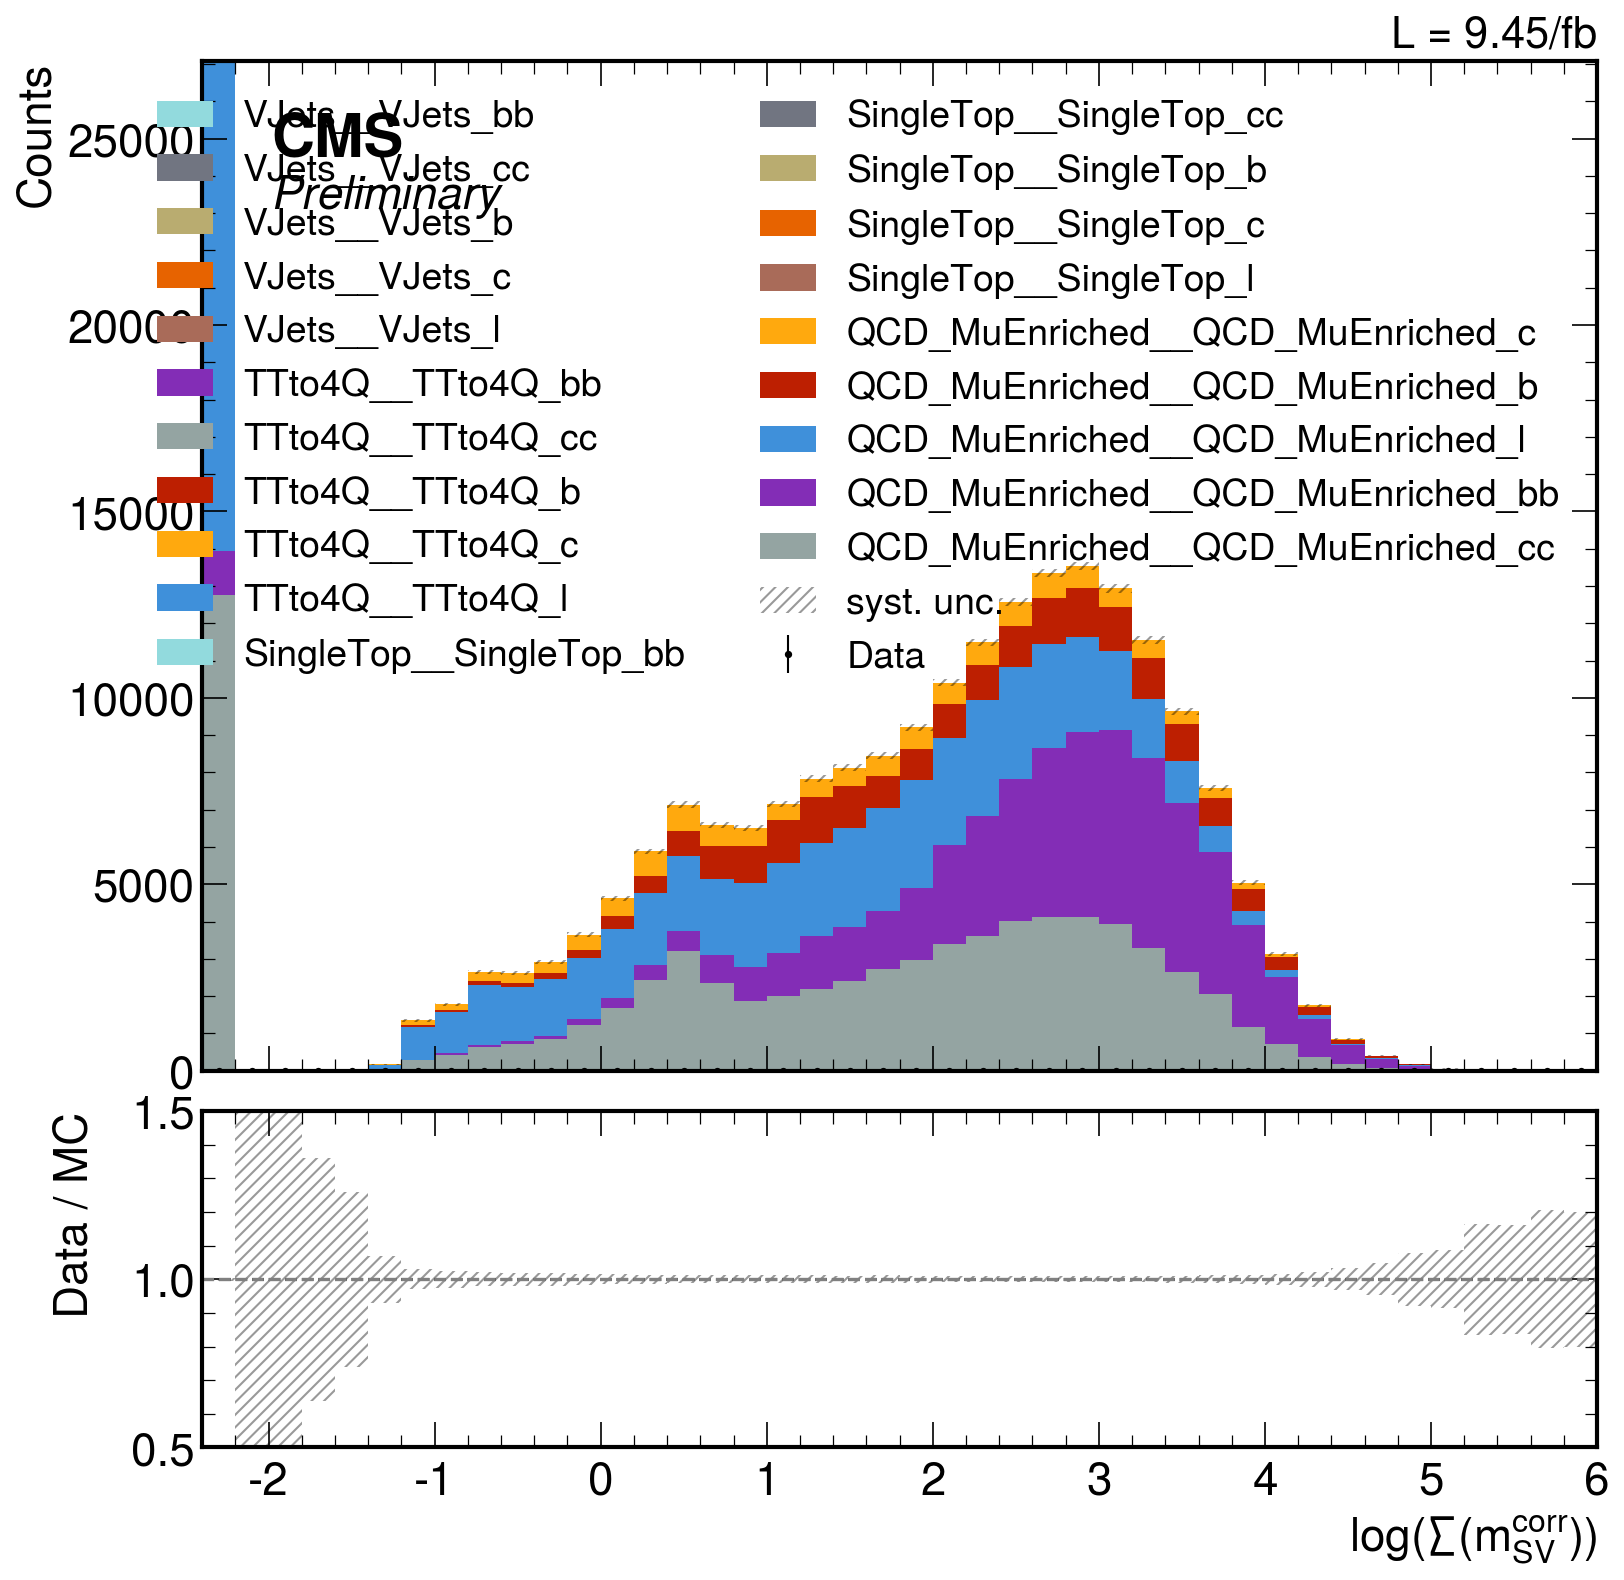 L = 9.45/fb
Counts
CMS
Preliminary
VJets__VJets_bb
VJets__VJets_cc
VJets__VJets_b
VJets__VJets_c
VJets__VJets_l
TTto4Q__TTto4Q_bb
TTto4Q__TTto4Q_cc
TTto4Q__TTto4Q_b
TTto4Q__TTto4Q_c
TTto4Q__TTto4Q_l
SingleTop__SingleTop_bb
SingleTop__SingleTop_cc
SingleTop__SingleTop_b
SingleTop__SingleTop_c
SingleTop__SingleTop_l
QCD_MuEnriched__QCD_MuEnriched_c
QCD_MuEnriched__QCD_MuEnriched_b
QCD_MuEnriched__QCD_MuEnriched_l
QCD_MuEnriched__QCD_MuEnriched_bb
QCD_MuEnriched__QCD_MuEnriched_cc
syst. unc.
Data
25000
20000
15000
10000
5000
0
Data / MC
1.5
1.0
0.5
-2 -1 0 1 2 3 4 5 6
log(∑(m_SV^corr))